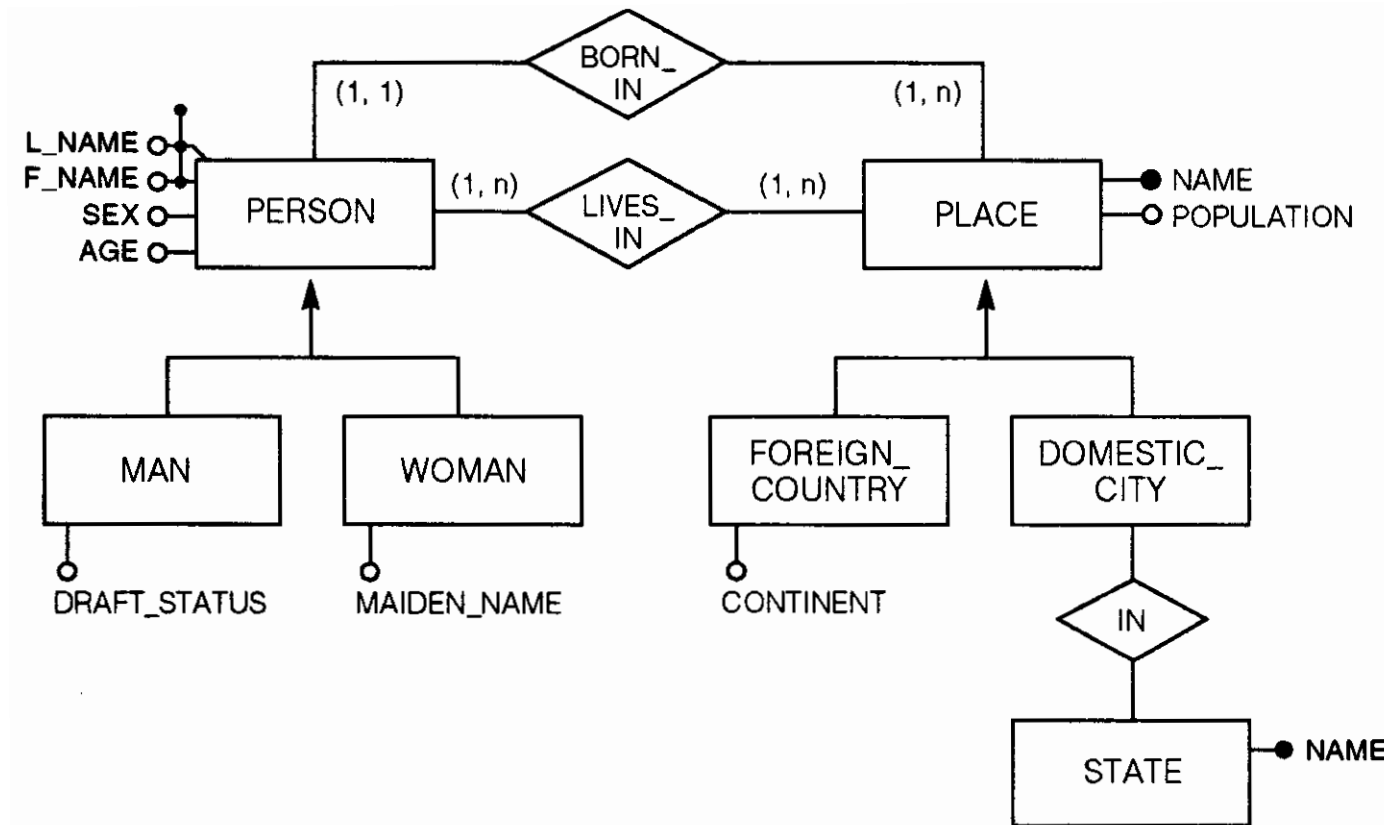 BORN_
IN
(1, 1)
(1, n)
L_NAME
F_NAME
SEX
AGE
PERSON
(1, n)
LIVES_
IN
(1, n)
PLACE
NAME
POPULATION
MAN
WOMAN
FOREIGN_
COUNTRY
DOMESTIC_
CITY
DRAFT_STATUS
MAIDEN_NAME
CONTINENT
IN
STATE
NAME